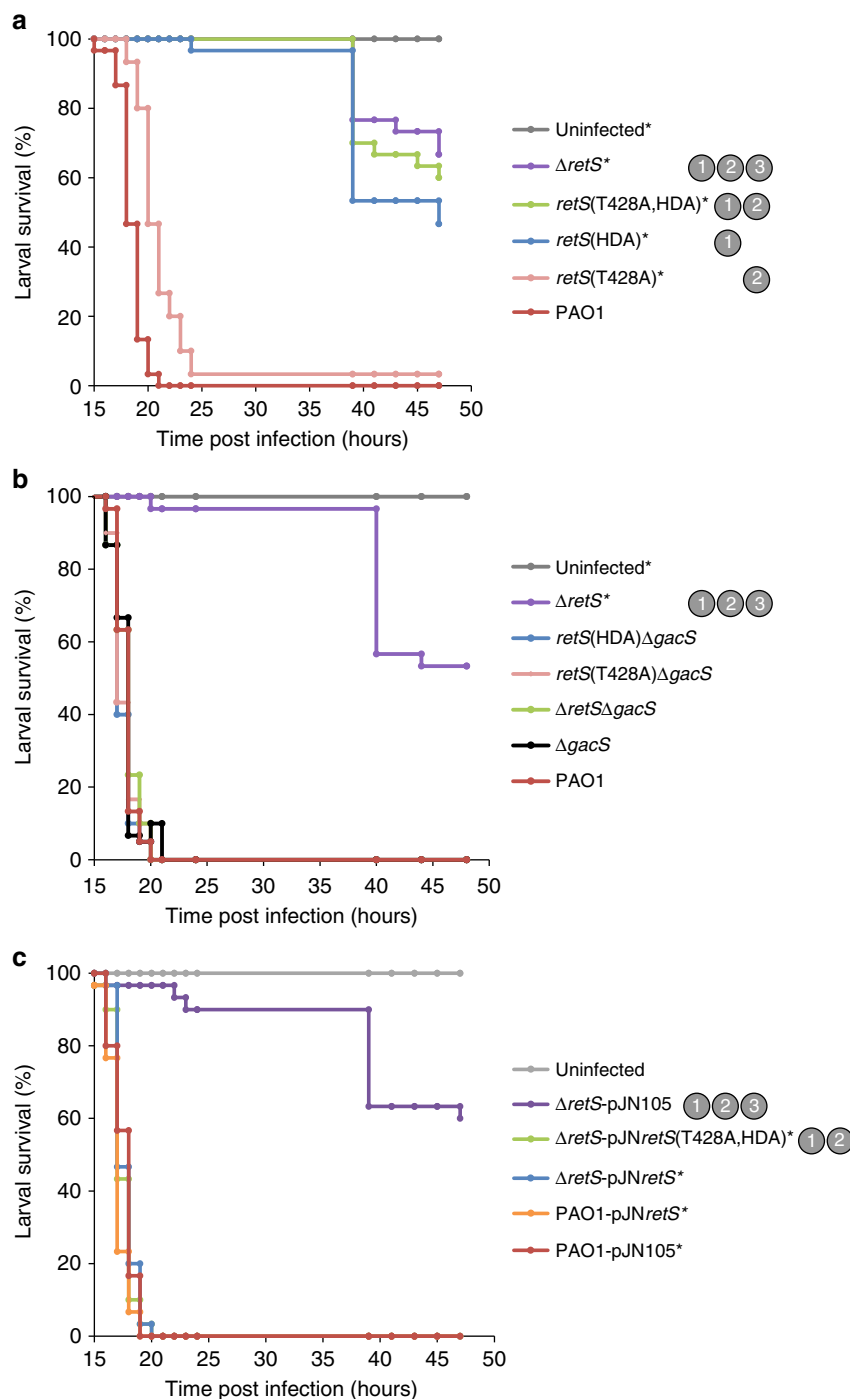 a
100
80
60
40
20
0
Larval survival (%)
15 20 25 30 35 40 45 50
Time post infection (hours)
Uninfected*
ΔretS* 1 2 3
retS(T428A,HDA)* 1 2
retS(HDA)* 1
retS(T428A)* 2
PAO1
b
100
80
60
40
20
0
Larval survival (%)
15 20 25 30 35 40 45 50
Time post infection (hours)
Uninfected*
ΔretS* 1 2 3
retS(HDA)ΔgacS
retS(T428A)ΔgacS
ΔretSΔgacS
ΔgacS
PAO1
c
100
80
60
40
20
0
Larval survival (%)
15 20 25 30 35 40 45 50
Time post infection (hours)
Uninfected
ΔretS-pJN105 1 2 3
ΔretS-pJNretS(T428A,HDA)* 1 2
ΔretS-pJNretS*
PAO1-pJNretS*
PAO1-pJN105*